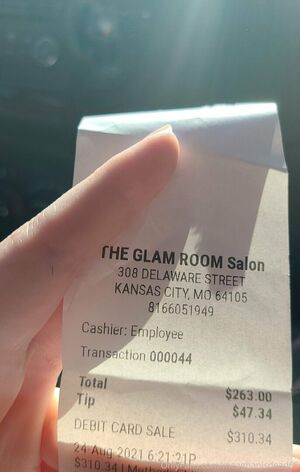 THE GLAM ROOM Salon
308 DELAWARE STREET
KANSAS CITY, MO 64105
8166051949
Cashier: Employee
Transaction 000044
Total $263.00
Tip $47.34
DEBIT CARD SALE $310.34
24 Aug 2021 6:21:21P
$310.34 |